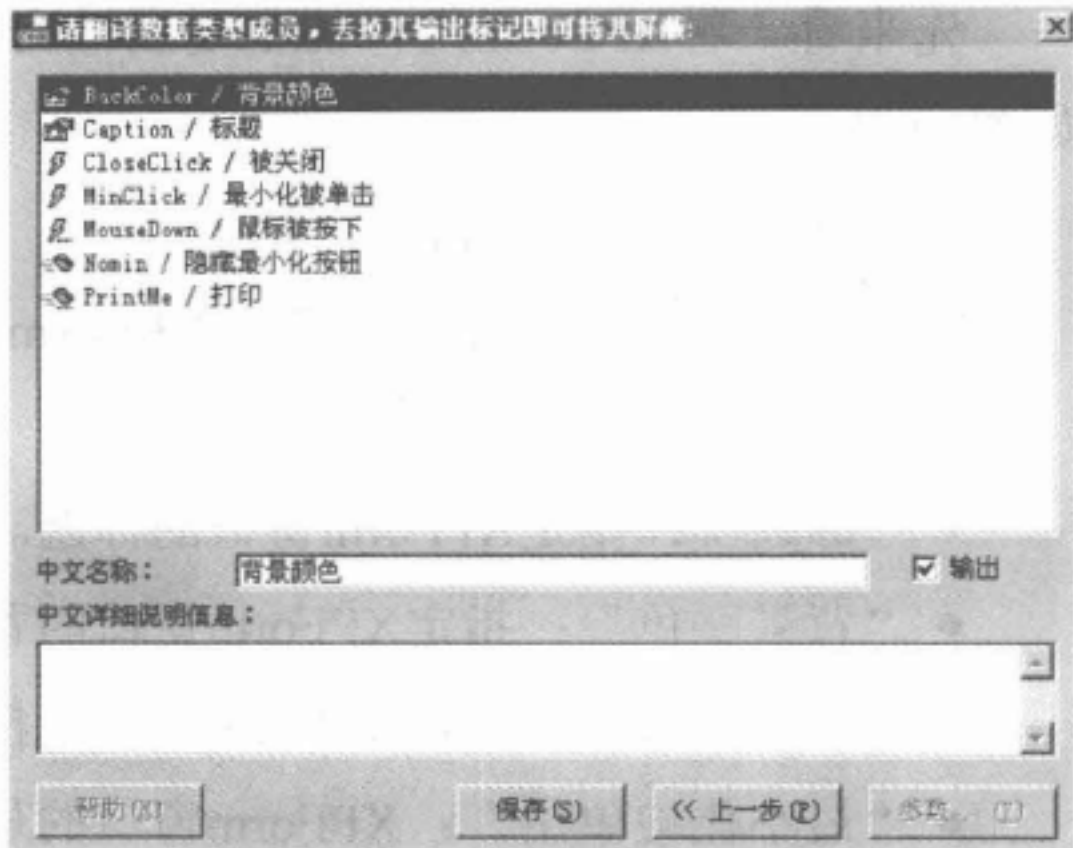 请翻译数据类型成员，去掉其输出标记即可将其屏蔽:
BackColor / 背景颜色
Caption / 标题
CloseClick / 被关闭
MinClick / 最小化被单击
MouseDown / 鼠标被按下
Nomin / 隐藏最小化按钮
PrintMe / 打印
中文名称：
背景颜色
输出
中文详细说明信息：
帮助
保存(S)
<< 上一步(P)